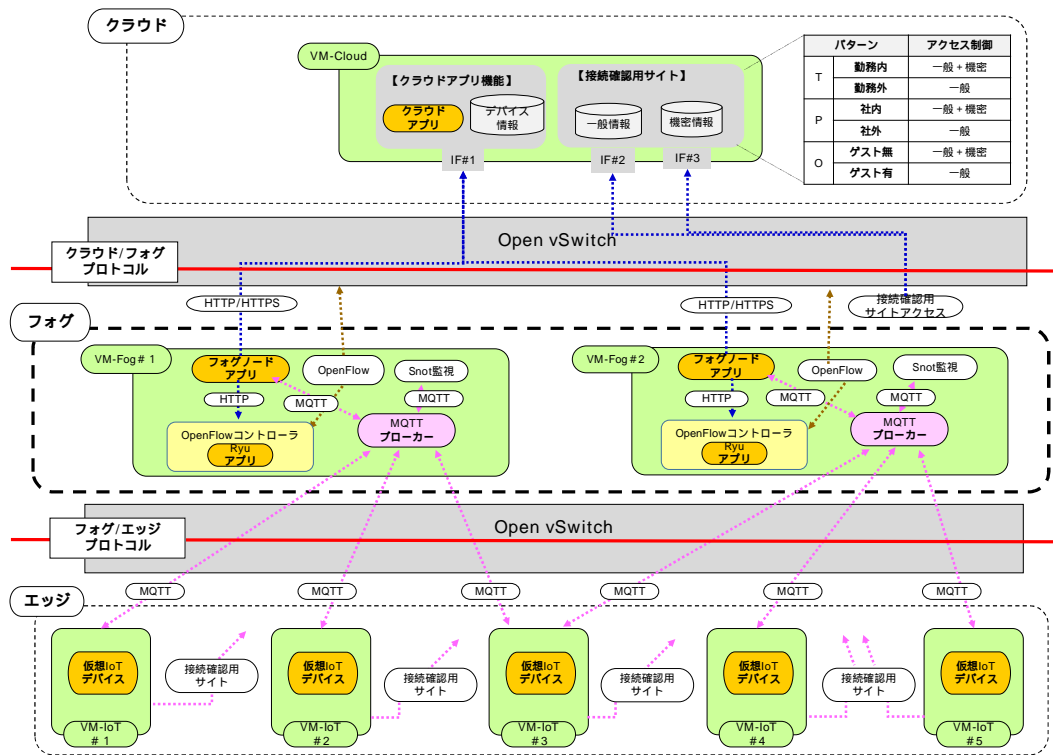 クラウド
VM-Cloud
【クラウドアプリ機能】
クラウド
アプリ
デバイス
情報
IF#1
【接続確認用サイト】
一般情報
機密情報
IF#2
IF#3
パターン アクセス制御
T 勤務内 一般 + 機密
勤務外 一般
P 社内 一般 + 機密
社外 一般
O ゲスト無 一般 + 機密
ゲスト有 一般
Open vSwitch
クラウド/フォグ
プロトコル
HTTP/HTTPS
HTTP/HTTPS
接続確認用
サイトアクセス
フォグ
VM-Fog# 1
フォグノード
アプリ
OpenFlow
Snot監視
HTTP
MQTT
MQTT
OpenFlowコントローラ
Ryu
アプリ
MQTT
ブローカー
VM-Fog#2
フォグノード
アプリ
OpenFlow
Snot監視
HTTP
MQTT
MQTT
OpenFlowコントローラ
Ryu
アプリ
MQTT
ブローカー
フォグ/エッジ
プロトコル
Open vSwitch
エッジ
MQTT
MQTT
MQTT
MQTT
MQTT
MQTT
仮想IoT
デバイス
VM-IoT
# 1
接続確認用
サイト
仮想IoT
デバイス
VM-IoT
#2
接続確認用
サイト
仮想IoT
デバイス
VM-IoT
#3
接続確認用
サイト
仮想IoT
デバイス
VM-IoT
#4
接続確認用
サイト
仮想IoT
デバイス
VM-IoT
#5